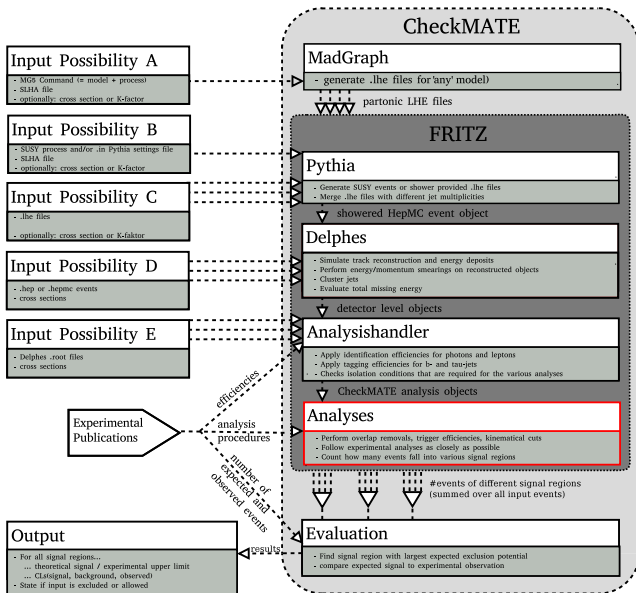 CheckMATE
Input Possibility A
- MG5 Command (= model + process)
- SLHA file
- optionally: cross section or K-factor
MadGraph
- generate .lhe files for'any' model)
partonic LHE files
Input Possibility B
- SUSY process and/or .in Pythia settings file
- SLHA file
- optionally: cross section or K-factor
FRITZ
Pythia
- Generate SUSY events or shower provided .lhe files
- Merge .lhe files with different jet multiplicities
Input Possibility C
- .lhe files
- optionally: cross section or K-faktor
showered HepMC event object
Delphes
- Simulate track reconstruction and energy deposits
- Perform energy/momentum smearings on reconstructed objects
- Cluster jets
- Evaluate total missing energy
Input Possibility D
- .hep or .hepmc events
- cross sections
detector level objects
Input Possibility E
- Delphes .root files
- cross sections
Analysishandler
- Apply identification efficiencies for photons and leptons
- Apply tagging efficiencies for b- and tau-jets
- Checks isolation conditions that are required for the various analyses
CheckMATE analysis objects
Experimental
Publications
efficiencies
analysis
procedures
number of
expected and
observed events
Analyses
- Perform overlap removals, trigger efficiencies, kinematical cuts
- Follow experimental analyses as closely as possible
- Count how many events fall into various signal regions
#events of different signal regions
(summed over all input events)
Evaluation
- Find signal region with largest expected exclusion potential
- compare expected signal to experimental observation
results
Output
- For all signal regions...
... theoretical signal / experimental upper limit
... CLs(signal, background, observed)
- State if input is excluded or allowed